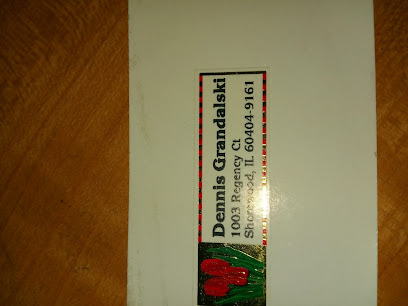 Dennis Grandalski
1003 Regency Ct
Shorewood, IL 60404-9161